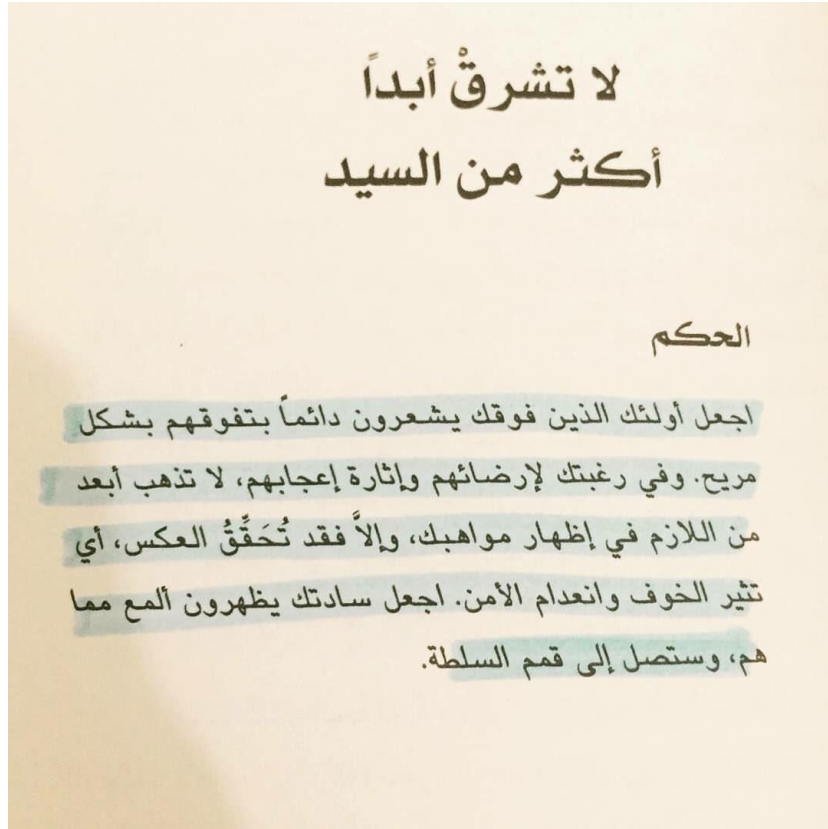 لا تشرقْ أبداً
أكثر من السيد
الحكم
اجعل أولئك الذين فوقك يشعرون دائماً بتفوقهم بشكل
مريح. وفي رغبتك لإرضائهم وإثارة إعجابهم، لا تذهب أبعد
من اللازم في إظهار مواهبك، وإلاَّ فقد تُحَقِّقُ العكس، أي
تثير الخوف وانعدام الأمن. اجعل سادتك يظهرون ألمع مما
هم، وستصل إلى قمم السلطة.